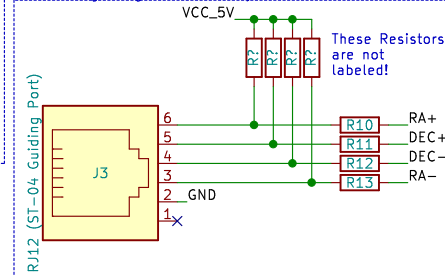 VCC_5V
These Resistors
are not
labeled!
R?
R?
R?
R?
RJ12 (ST-04 Guiding Port)
J3
6
5
4
3
2
1
R10
R11
R12
R13
RA+
DEC+
DEC-
RA-
GND